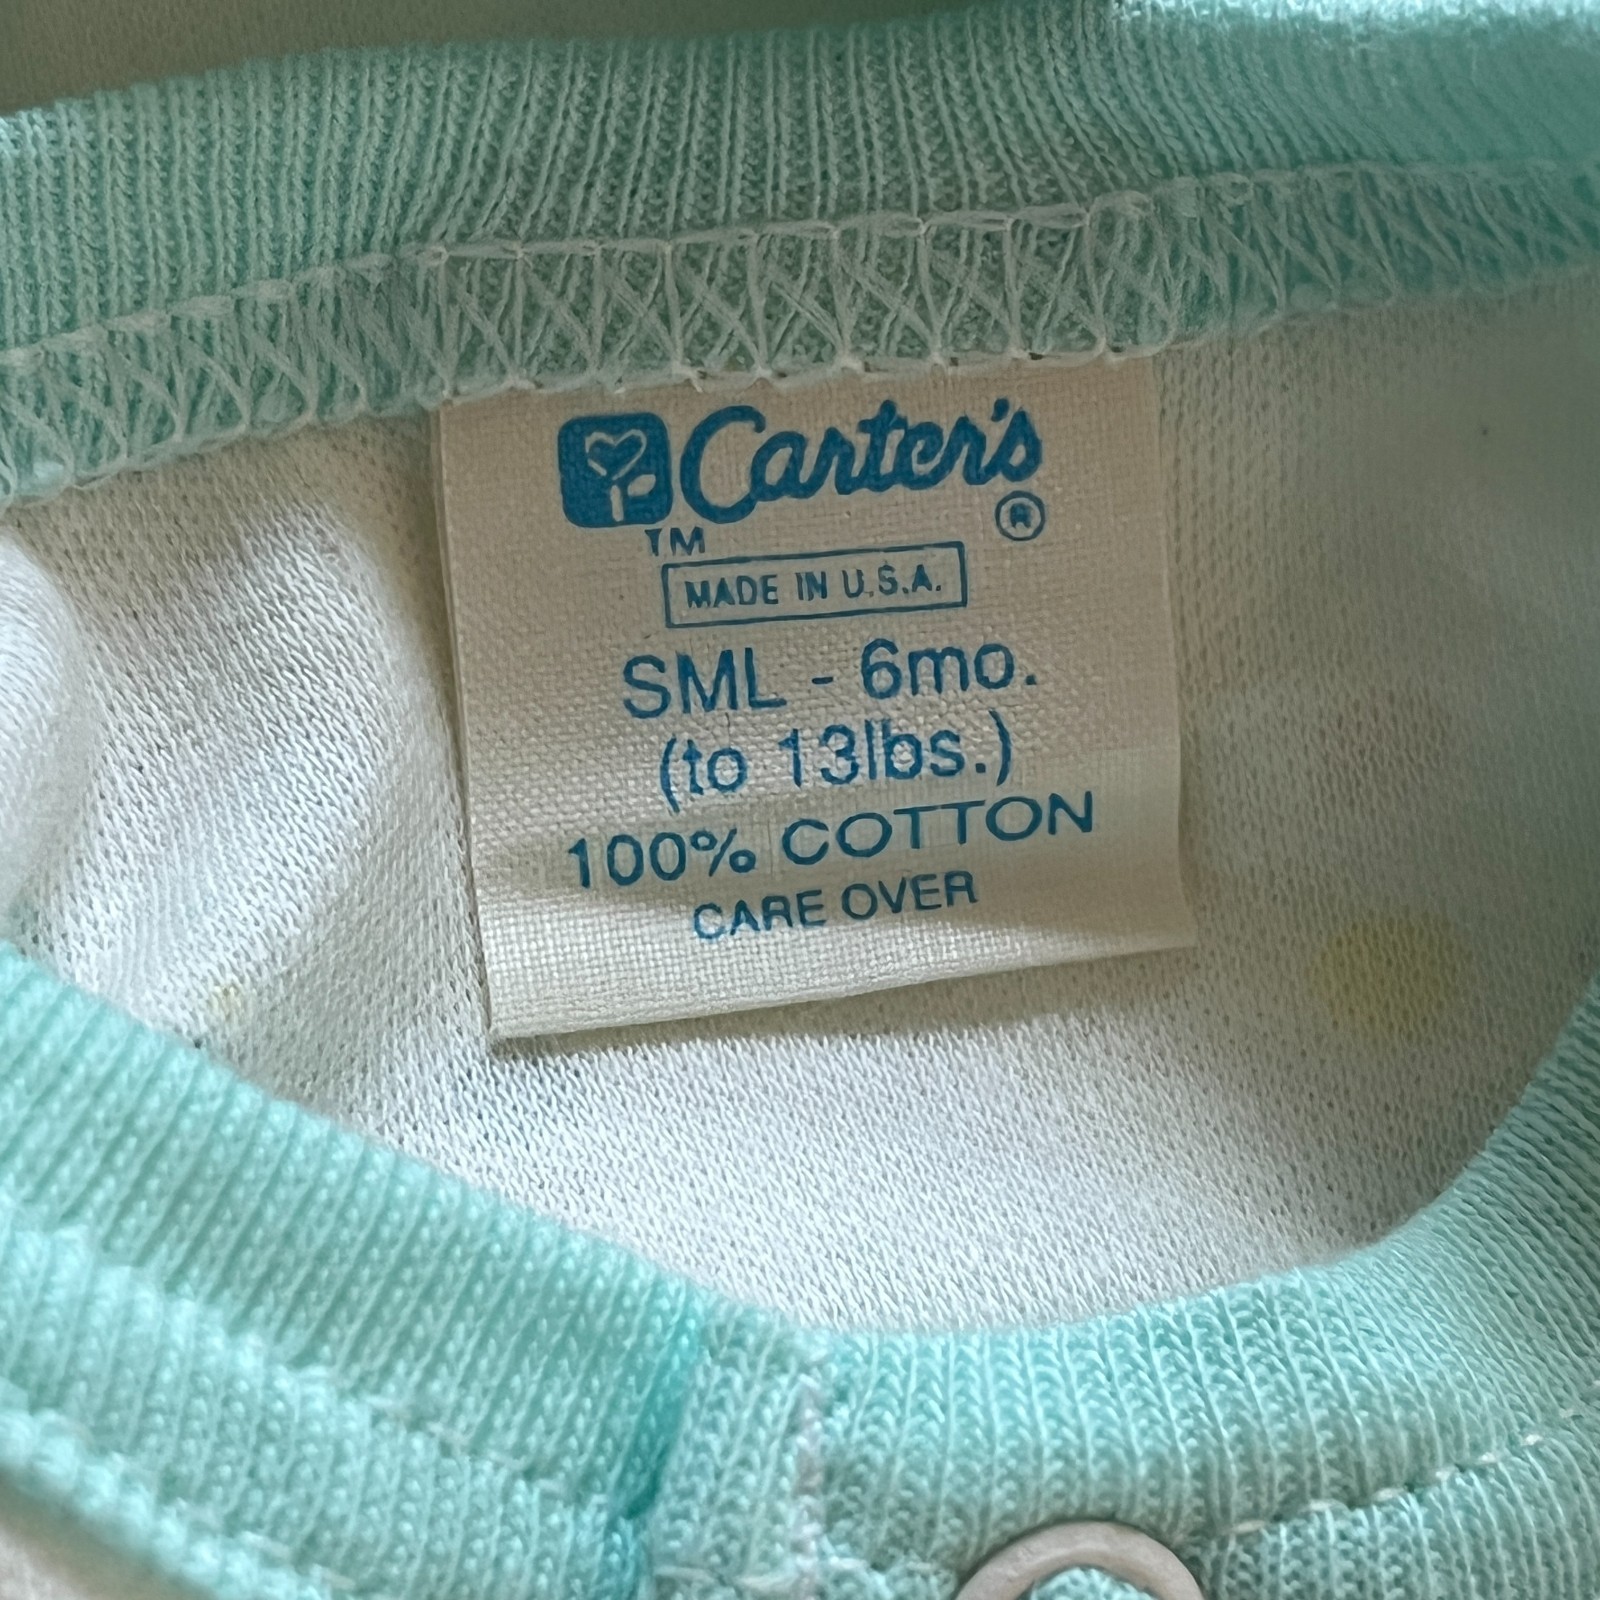 Carter's
TM ®
MADE IN U.S.A.
SML - 6mo.
(to 13lbs.)
100% COTTON
CARE OVER